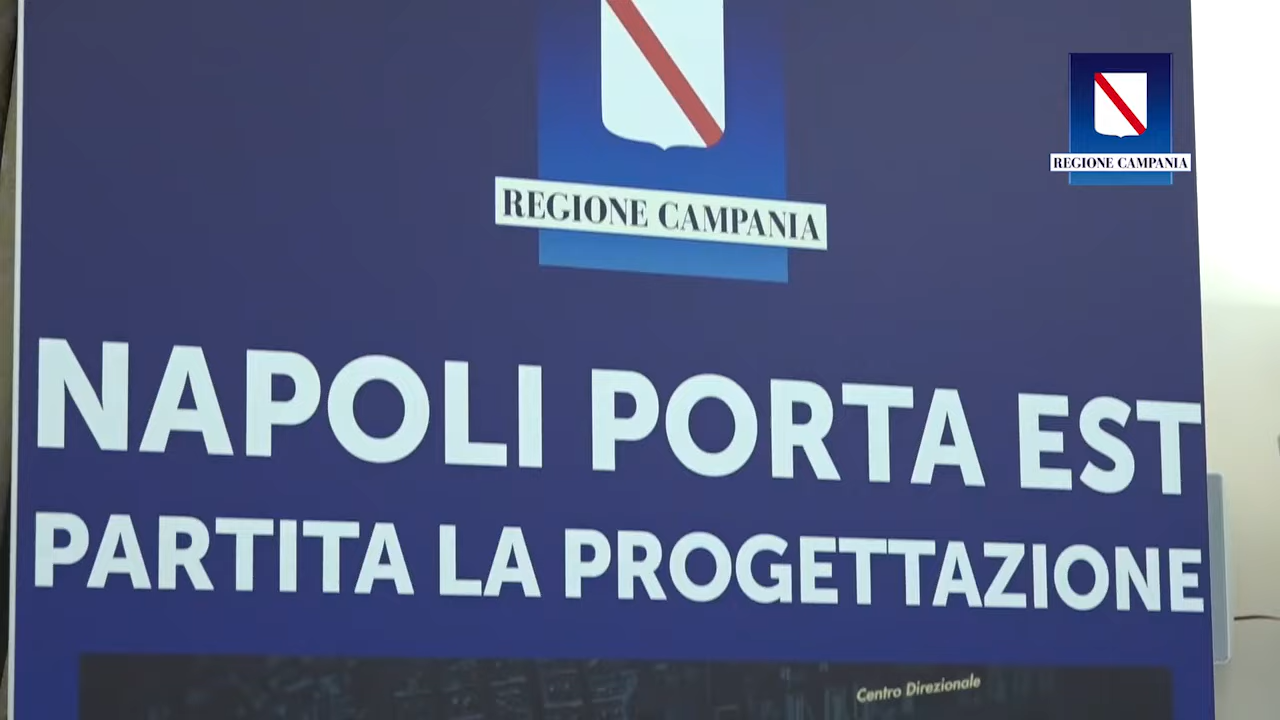 REGIONE CAMPANIA
REGIONE CAMPANIA
NAPOLI PORTA EST
PARTITA LA PROGETTAZIONE
Centro Direzionale